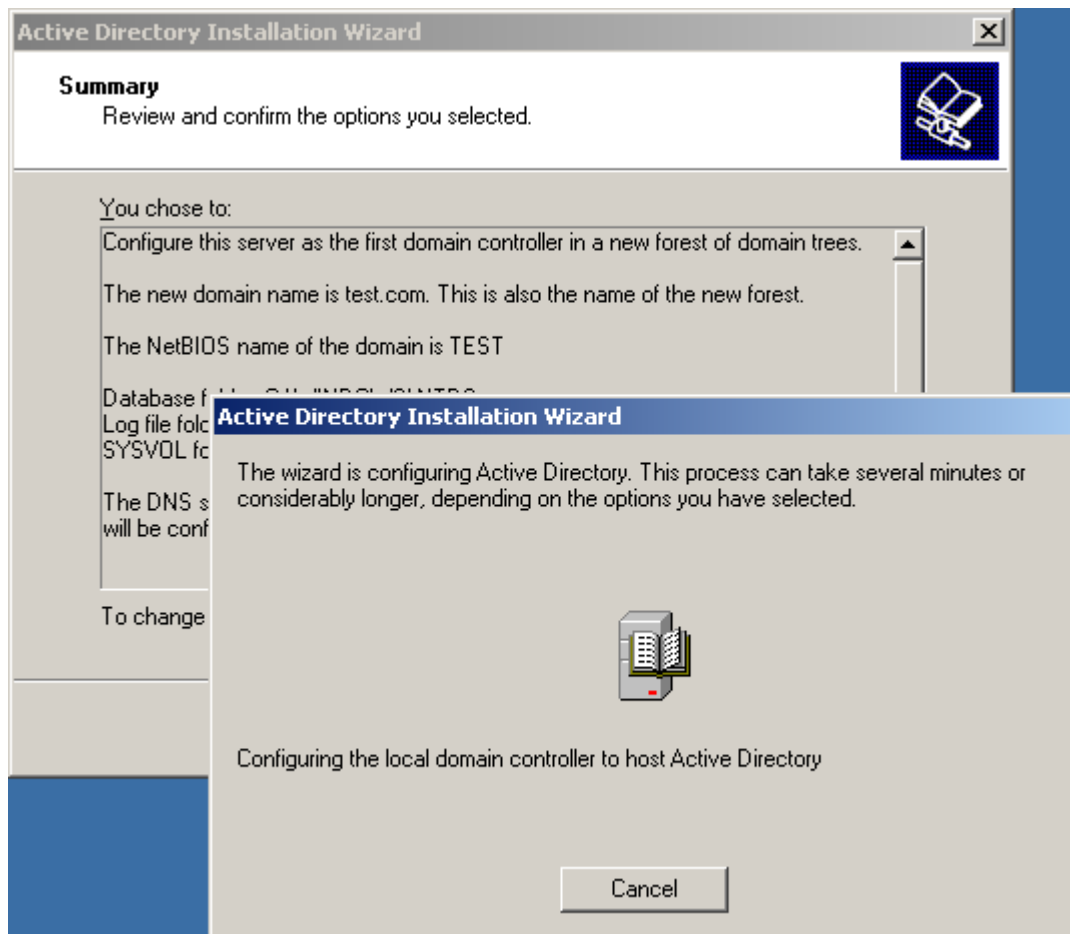 Active Directory Installation Wizard
Summary
Review and confirm the options you selected.
You chose to:
Configure this server as the first domain controller in a new forest of domain trees.
The new domain name is test.com. This is also the name of the new forest.
The NetBIOS name of the domain is TEST
Database
Log file
SYSVOL
The DNS
will be
To change
Active Directory Installation Wizard
The wizard is configuring Active Directory. This process can take several minutes or
considerably longer, depending on the options you have selected.
Configuring the local domain controller to host Active Directory
Cancel